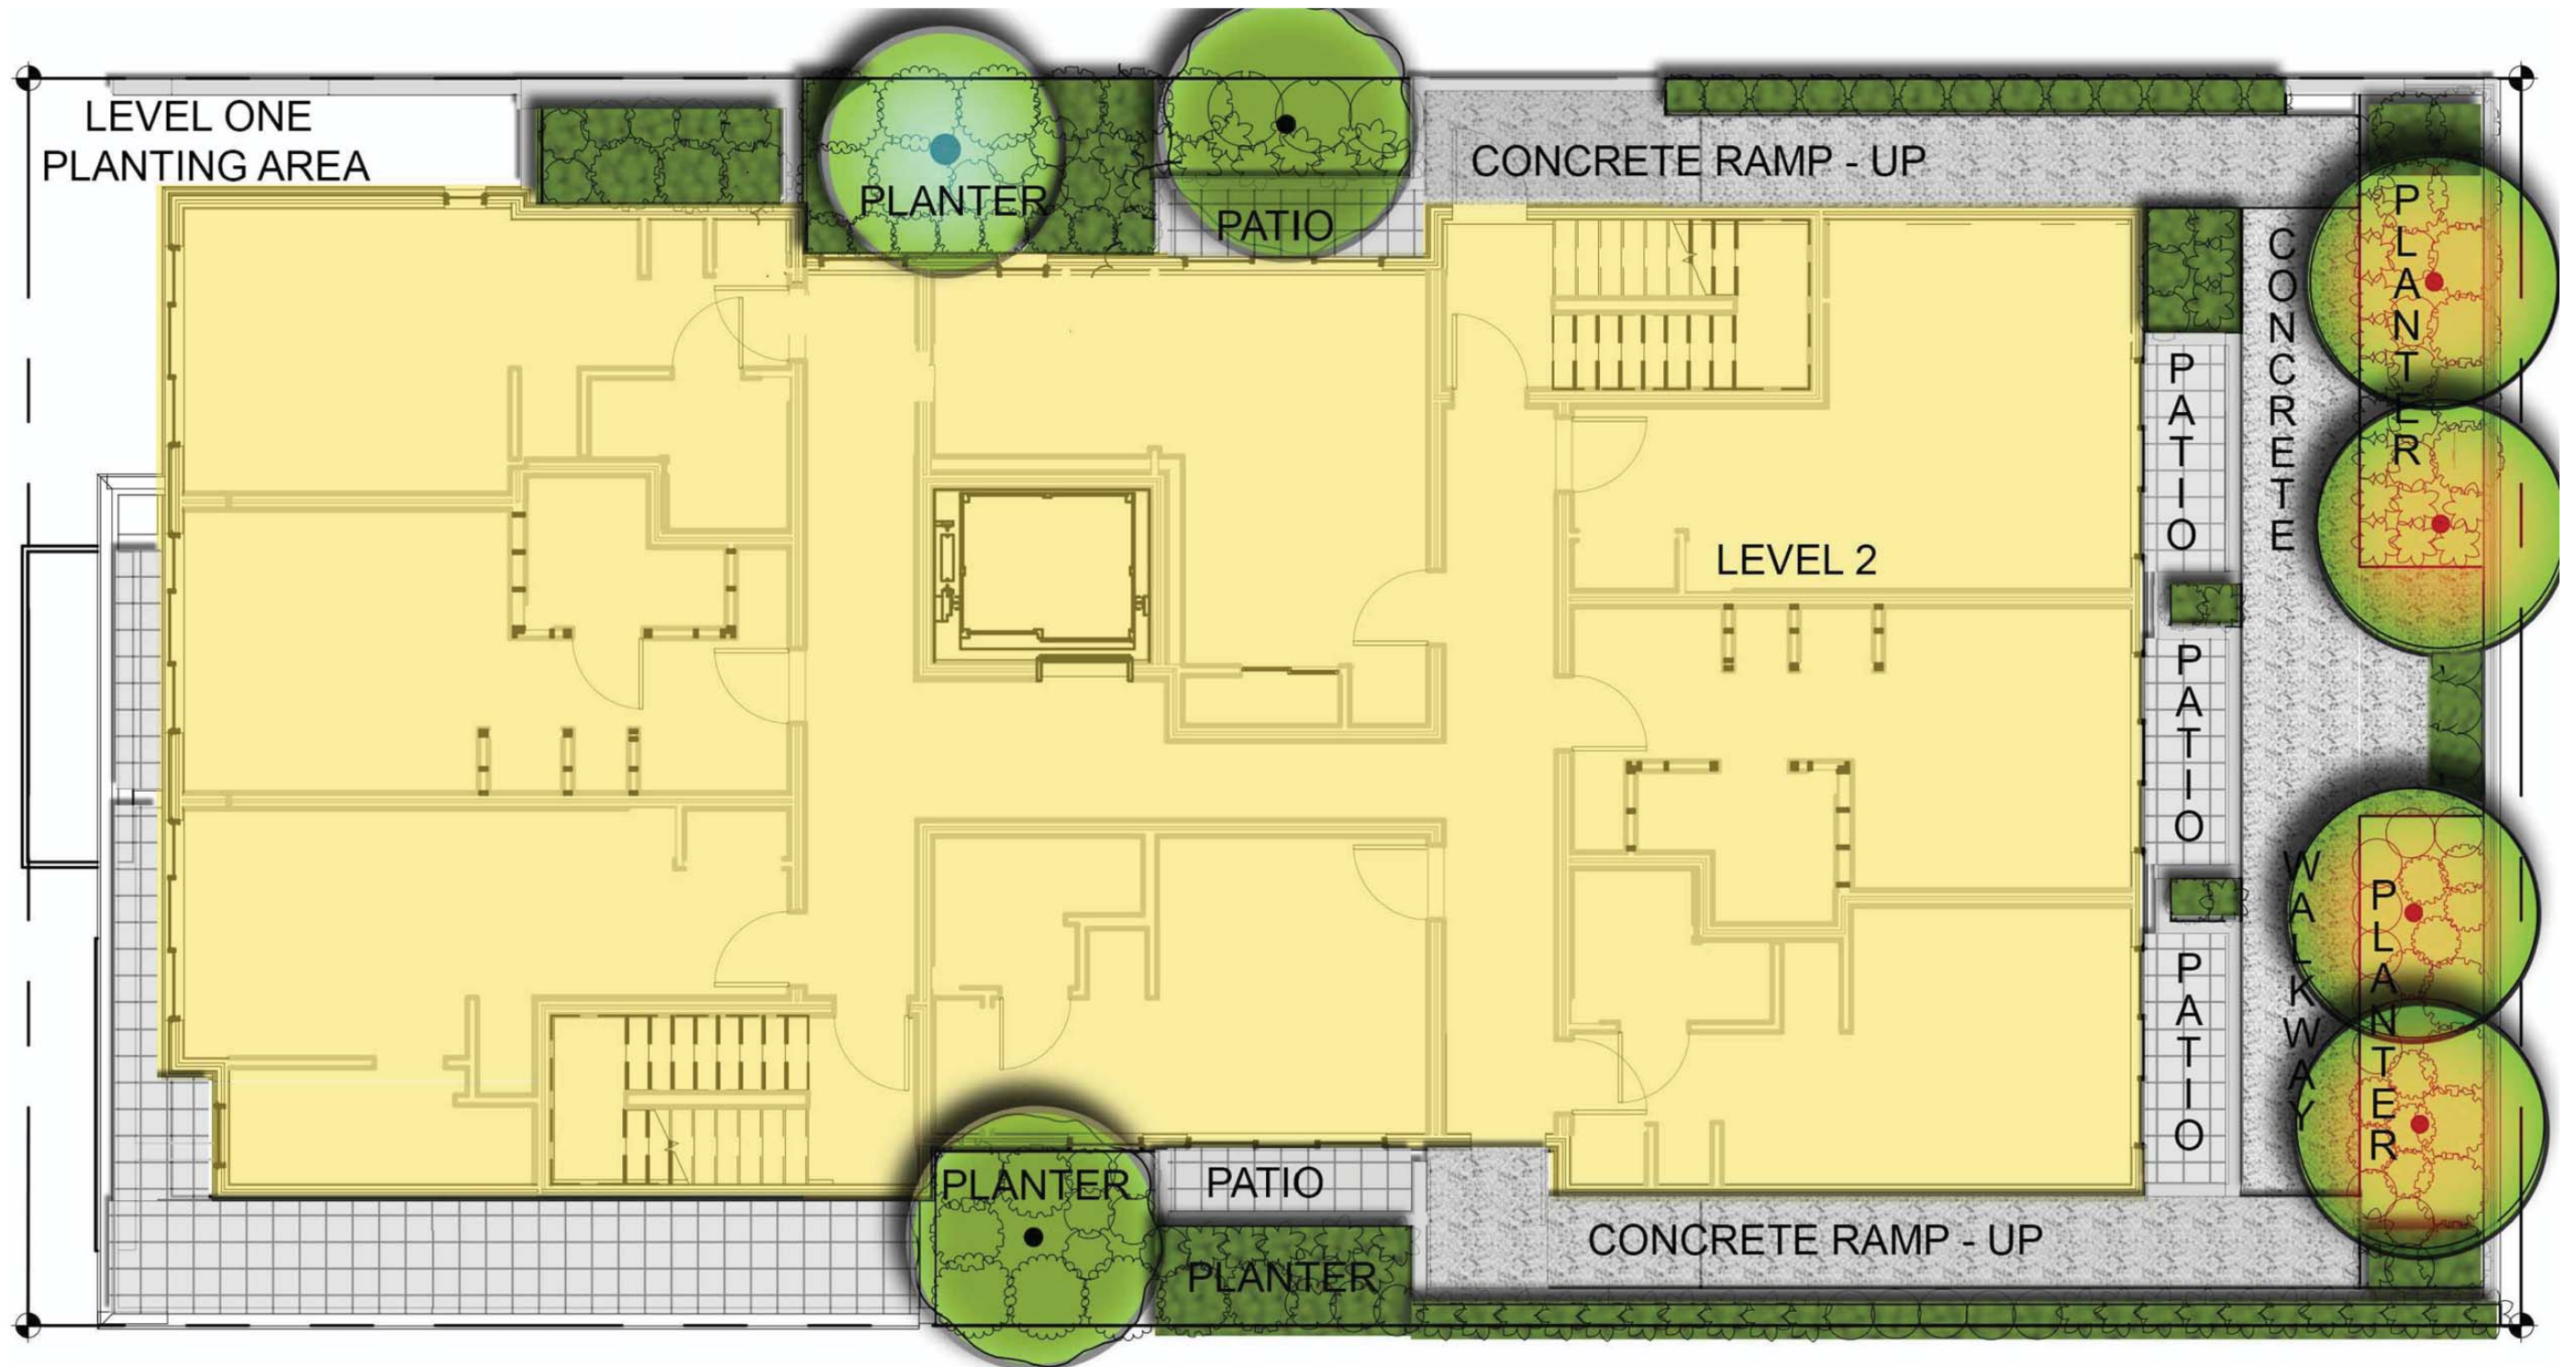 LEVEL ONE
PLANTING AREA
PLANTER
PATIO
CONCRETE RAMP - UP
PLANTER
CONCRETE
PATIO
LEVEL 2
PATIO
WALKWAY
PLANTER
PATIO
PLANTER
PATIO
CONCRETE RAMP - UP
PLANTER